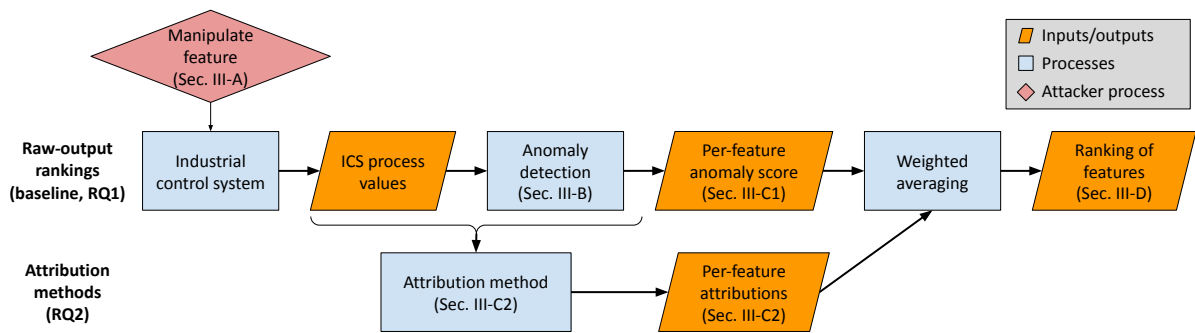 Manipulate
feature
(Sec. III-A)
Inputs/outputs
Processes
Attacker process
Raw-output
rankings
(baseline, RQ1)
Industrial
control system
ICS process
values
Anomaly
detection
(Sec. III-B)
Per-feature
anomaly score
(Sec. III-C1)
Weighted
averaging
Ranking of
features
(Sec. III-D)
Attribution
methods
(RQ2)
Attribution method
(Sec. III-C2)
Per-feature
attributions
(Sec. III-C2)